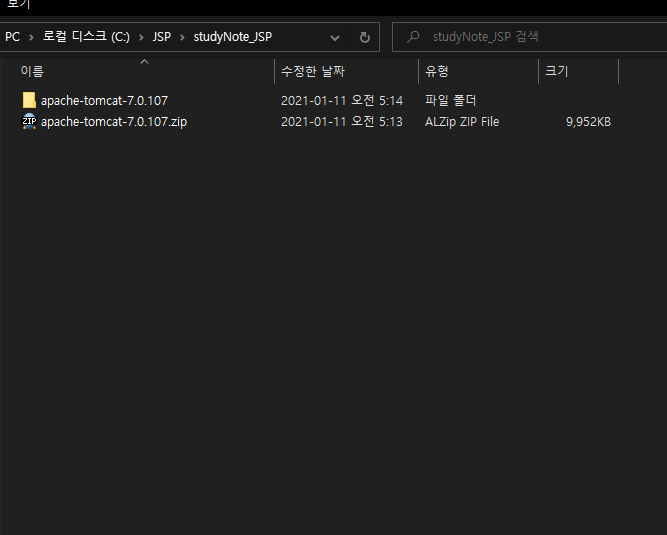 보기
PC > 로컬 디스크 (C:) > JSP > studyNote_JSP
studyNote_JSP 검색
이름 수정한 날짜 유형 크기
apache-tomcat-7.0.107 2021-01-11 오전 5:14 파일 폴더
ZIP apache-tomcat-7.0.107.zip 2021-01-11 오전 5:13 ALZip ZIP File 9,952KB